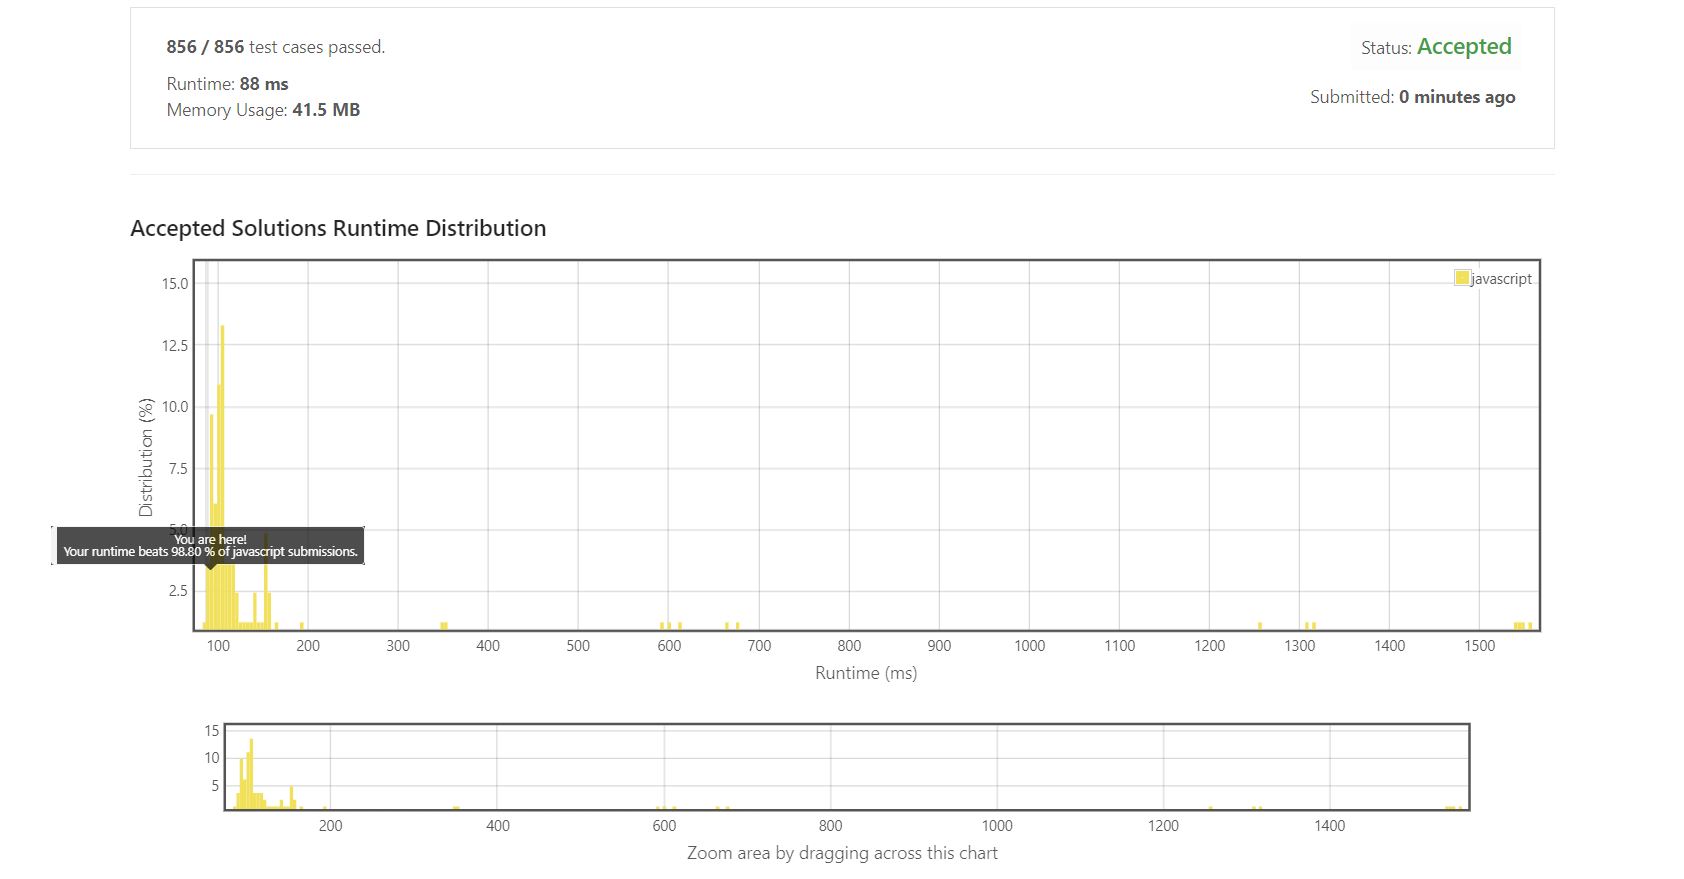 856 / 856 test cases passed.
Status: Accepted
Runtime: 88 ms
Memory Usage: 41.5 MB
Submitted: 0 minutes ago
Accepted Solutions Runtime Distribution
javascript
Distribution (%)
15.0
12.5
10.0
7.5
5.0
2.5
You are here!
Your runtime beats 98.80 % of javascript submissions.
100 200 300 400 500 600 700 800 900 1000 1100 1200 1300 1400 1500
Runtime (ms)
15
10
5
200 400 600 800 1000 1200 1400
Zoom area by dragging across this chart